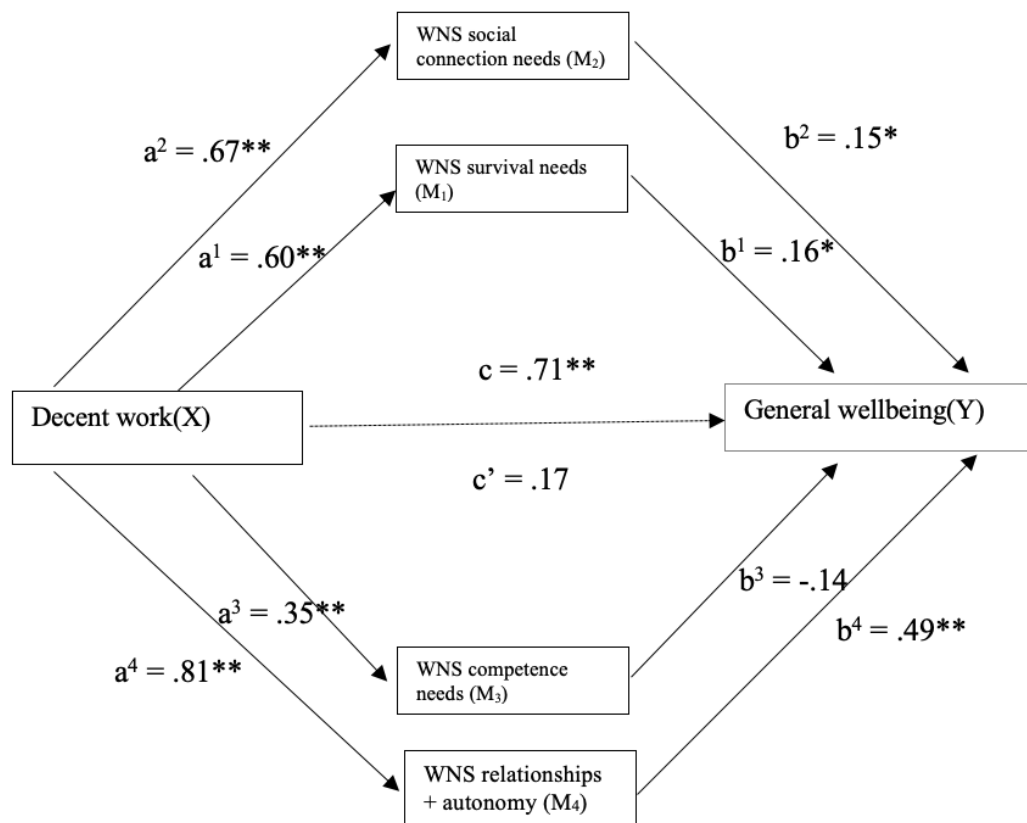 WNS social
connection needs (M₂)
a² = .67**
b² = .15*
WNS survival needs
(M₁)
a¹ = .60**
b¹ = .16*
c = .71**
Decent work(X)
General wellbeing(Y)
c’ = .17
a³ = .35**
b³ = -.14
a⁴ = .81**
b⁴ = .49**
WNS competence
needs (M₃)
WNS relationships
+ autonomy (M₄)